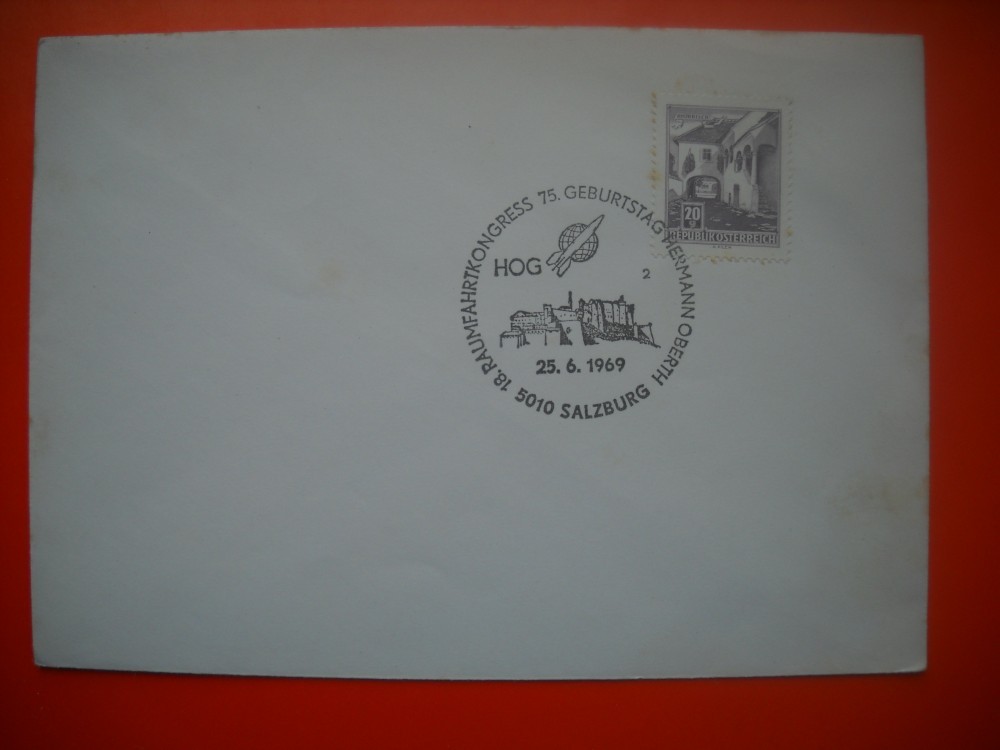 18. RAUMFAHRTKONGRESS 75. GEBURTSTAG HERMANN OBERTH
HOG
2
25. 6. 1969
5010 SALZBURG
20
g
REPUBLIK ÖSTERREICH